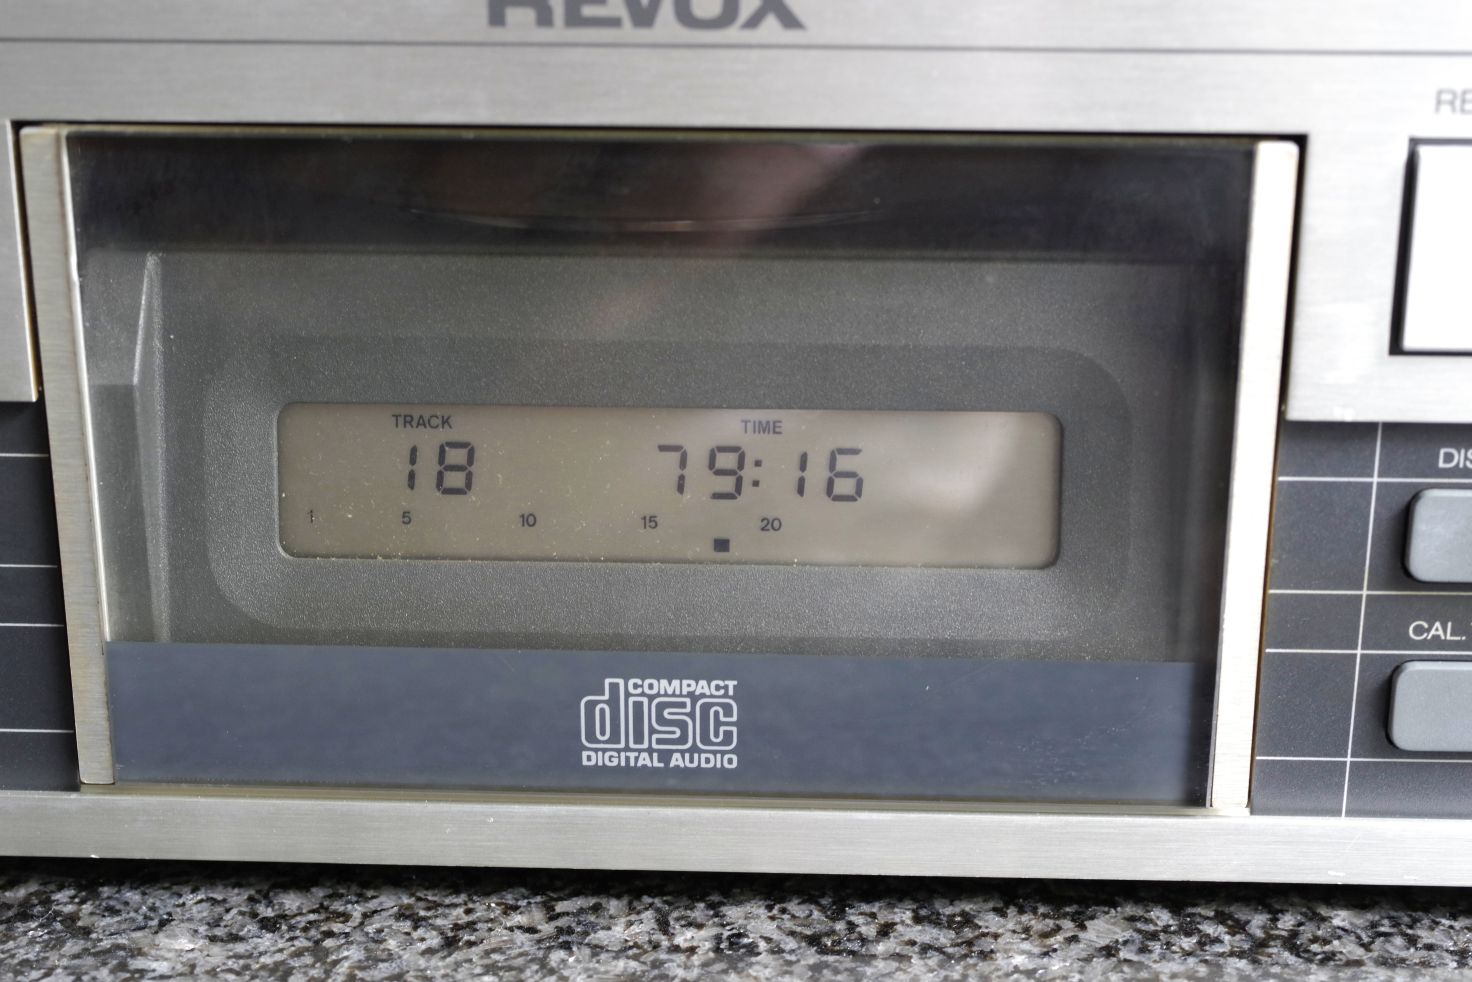 REVOX
TRACK TIME
18 79:16
1 5 10 15 20
COMPACT
disc
DIGITAL AUDIO
CAL.